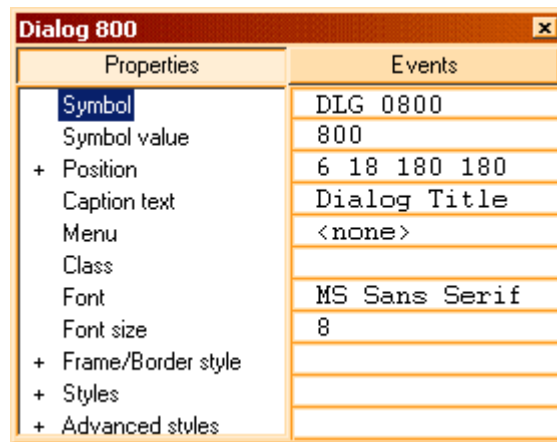 Dialog 800
Properties Events
Symbol DLG 0800
Symbol value 800
+ Position 6 18 180 180
Caption text Dialog Title
Menu <none>
Class
Font MS Sans Serif
Font size 8
+ Frame/Border style
+ Styles
+ Advanced styles